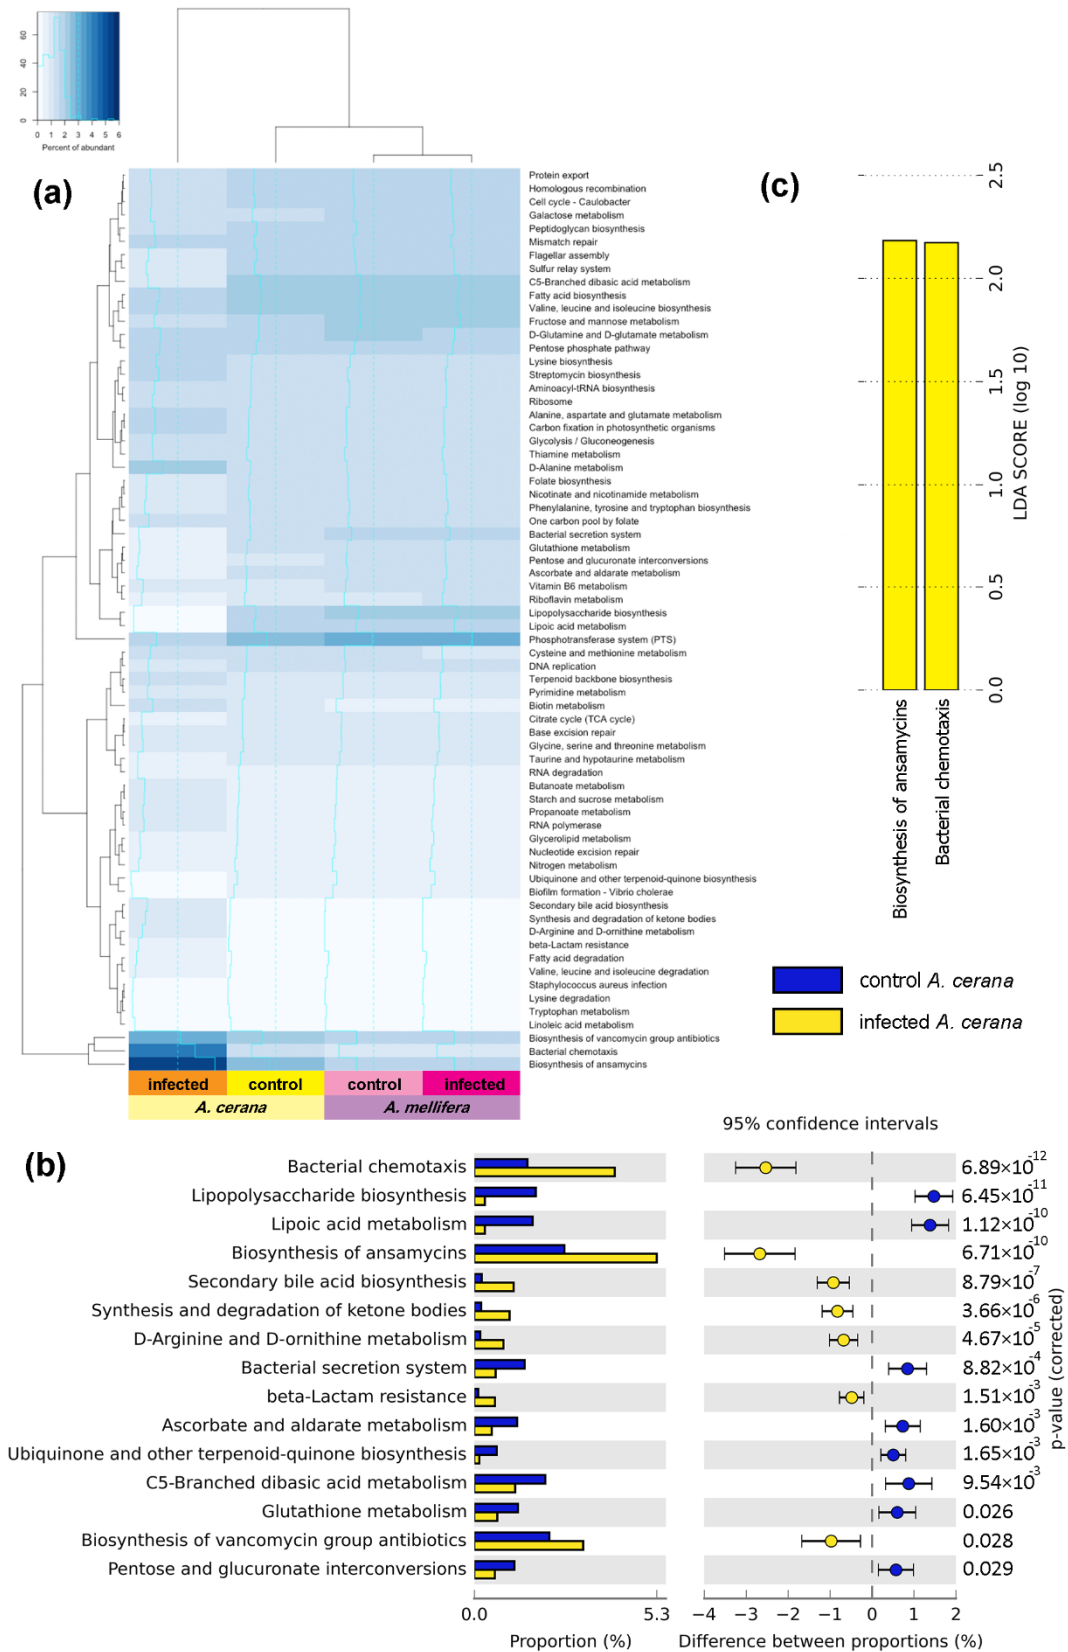 0 20 40 60
0 1 2 3 4 5 6
Percent of abundant
(a)
Protein export
Homologous recombination
Cell cycle - Caulobacter
Galactose metabolism
Peptidoglycan biosynthesis
Mismatch repair
Flagellar assembly
Sulfur relay system
C5-Branched dibasic acid metabolism
Fatty acid biosynthesis
Valine, leucine and isoleucine biosynthesis
Fructose and mannose metabolism
D-Glutamine and D-glutamate metabolism
Pentose phosphate pathway
Lysine biosynthesis
Streptomycin biosynthesis
Aminoacyl-tRNA biosynthesis
Ribosome
Alanine, aspartate and glutamate metabolism
Carbon fixation in photosynthetic organisms
Glycolysis / Gluconeogenesis
Thiamine metabolism
D-Alanine metabolism
Folate biosynthesis
Nicotinate and nicotinamide metabolism
Phenylalanine, tyrosine and tryptophan biosynthesis
One carbon pool by folate
Bacterial secretion system
Glutathione metabolism
Pentose and glucuronate interconversions
Ascorbate and aldarate metabolism
Vitamin B6 metabolism
Riboflavin metabolism
Lipopolysaccharide biosynthesis
Lipoic acid metabolism
Phosphotransferase system (PTS)
Cysteine and methionine metabolism
DNA replication
Terpenoid backbone biosynthesis
Pyrimidine metabolism
Biotin metabolism
Citrate cycle (TCA cycle)
Base excision repair
Glycine, serine and threonine metabolism
Taurine and hypotaurine metabolism
RNA degradation
Butanoate metabolism
Starch and sucrose metabolism
Propanoate metabolism
RNA polymerase
Glycerolipid metabolism
Nucleotide excision repair
Nitrogen metabolism
Ubiquinone and other terpenoid-quinone biosynthesis
Biofilm formation - Vibrio cholerae
Secondary bile acid biosynthesis
Synthesis and degradation of ketone bodies
D-Arginine and D-ornithine metabolism
beta-Lactam resistance
Fatty acid degradation
Valine, leucine and isoleucine degradation
Staphylococcus aureus infection
Lysine degradation
Tryptophan metabolism
Linoleic acid metabolism
Biosynthesis of vancomycin group antibiotics
Bacterial chemotaxis
Biosynthesis of ansamycins
infected control control infected
A. cerana A. mellifera
(c)
2.5
2.0
1.5
1.0
0.5
0.0
LDA SCORE (log 10)
Biosynthesis of ansamycins
Bacterial chemotaxis
control A. cerana
infected A. cerana
(b)
95% confidence intervals
Bacterial chemotaxis 6.89×10⁻¹²
Lipopolysaccharide biosynthesis 6.45×10⁻¹¹
Lipoic acid metabolism 1.12×10⁻¹⁰
Biosynthesis of ansamycins 6.71×10⁻¹⁰
Secondary bile acid biosynthesis 8.79×10⁻⁷
Synthesis and degradation of ketone bodies 3.66×10⁻⁶
D-Arginine and D-ornithine metabolism 4.67×10⁻⁵
Bacterial secretion system 8.82×10⁻⁴
beta-Lactam resistance 1.51×10⁻³
Ascorbate and aldarate metabolism 1.60×10⁻³
Ubiquinone and other terpenoid-quinone biosynthesis 1.65×10⁻³
C5-Branched dibasic acid metabolism 9.54×10⁻³
Glutathione metabolism 0.026
Biosynthesis of vancomycin group antibiotics 0.028
Pentose and glucuronate interconversions 0.029
p-value (corrected)
0.0 5.3 −4 −3 −2 −1 0 1 2
Proportion (%) Difference between proportions (%)